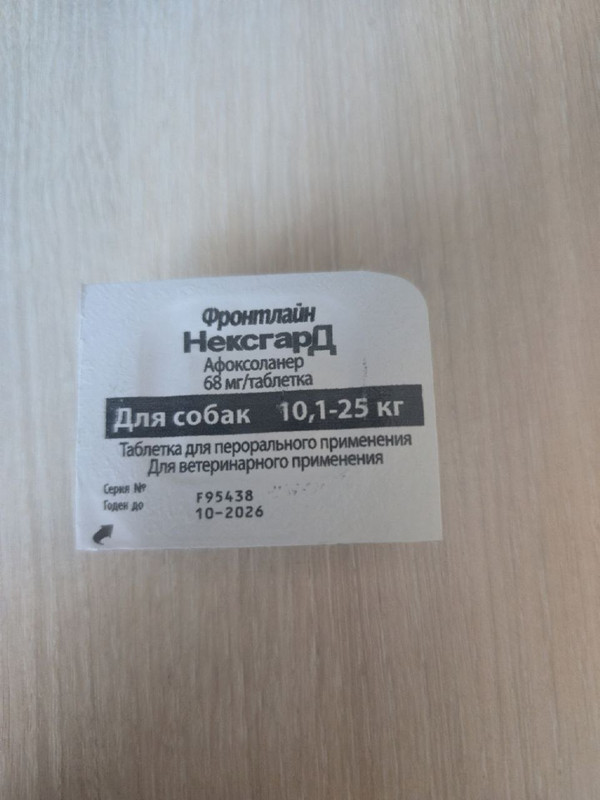 Фронтлайн
НексгарД
Афоксоланер
68 мг/таблетка
Для собак 10,1-25 кг
Таблетка для перорального применения
Для ветеринарного применения
Серия № F95438
Годен до 10-2026